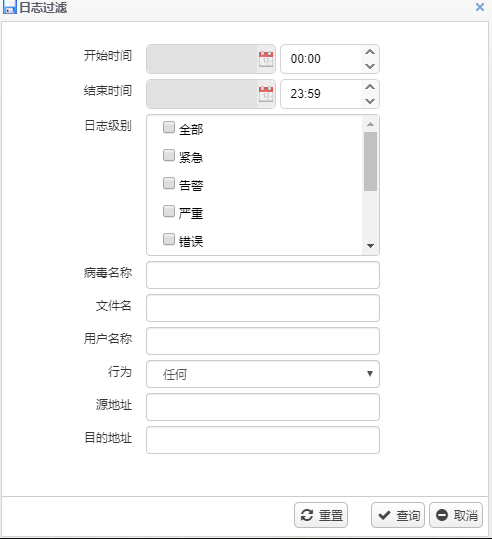 日志过滤
开始时间 00:00
结束时间 23:59
日志级别
全部
紧急
告警
严重
错误
病毒名称
文件名
用户名称
行为 任何
源地址
目的地址
重置 查询 取消